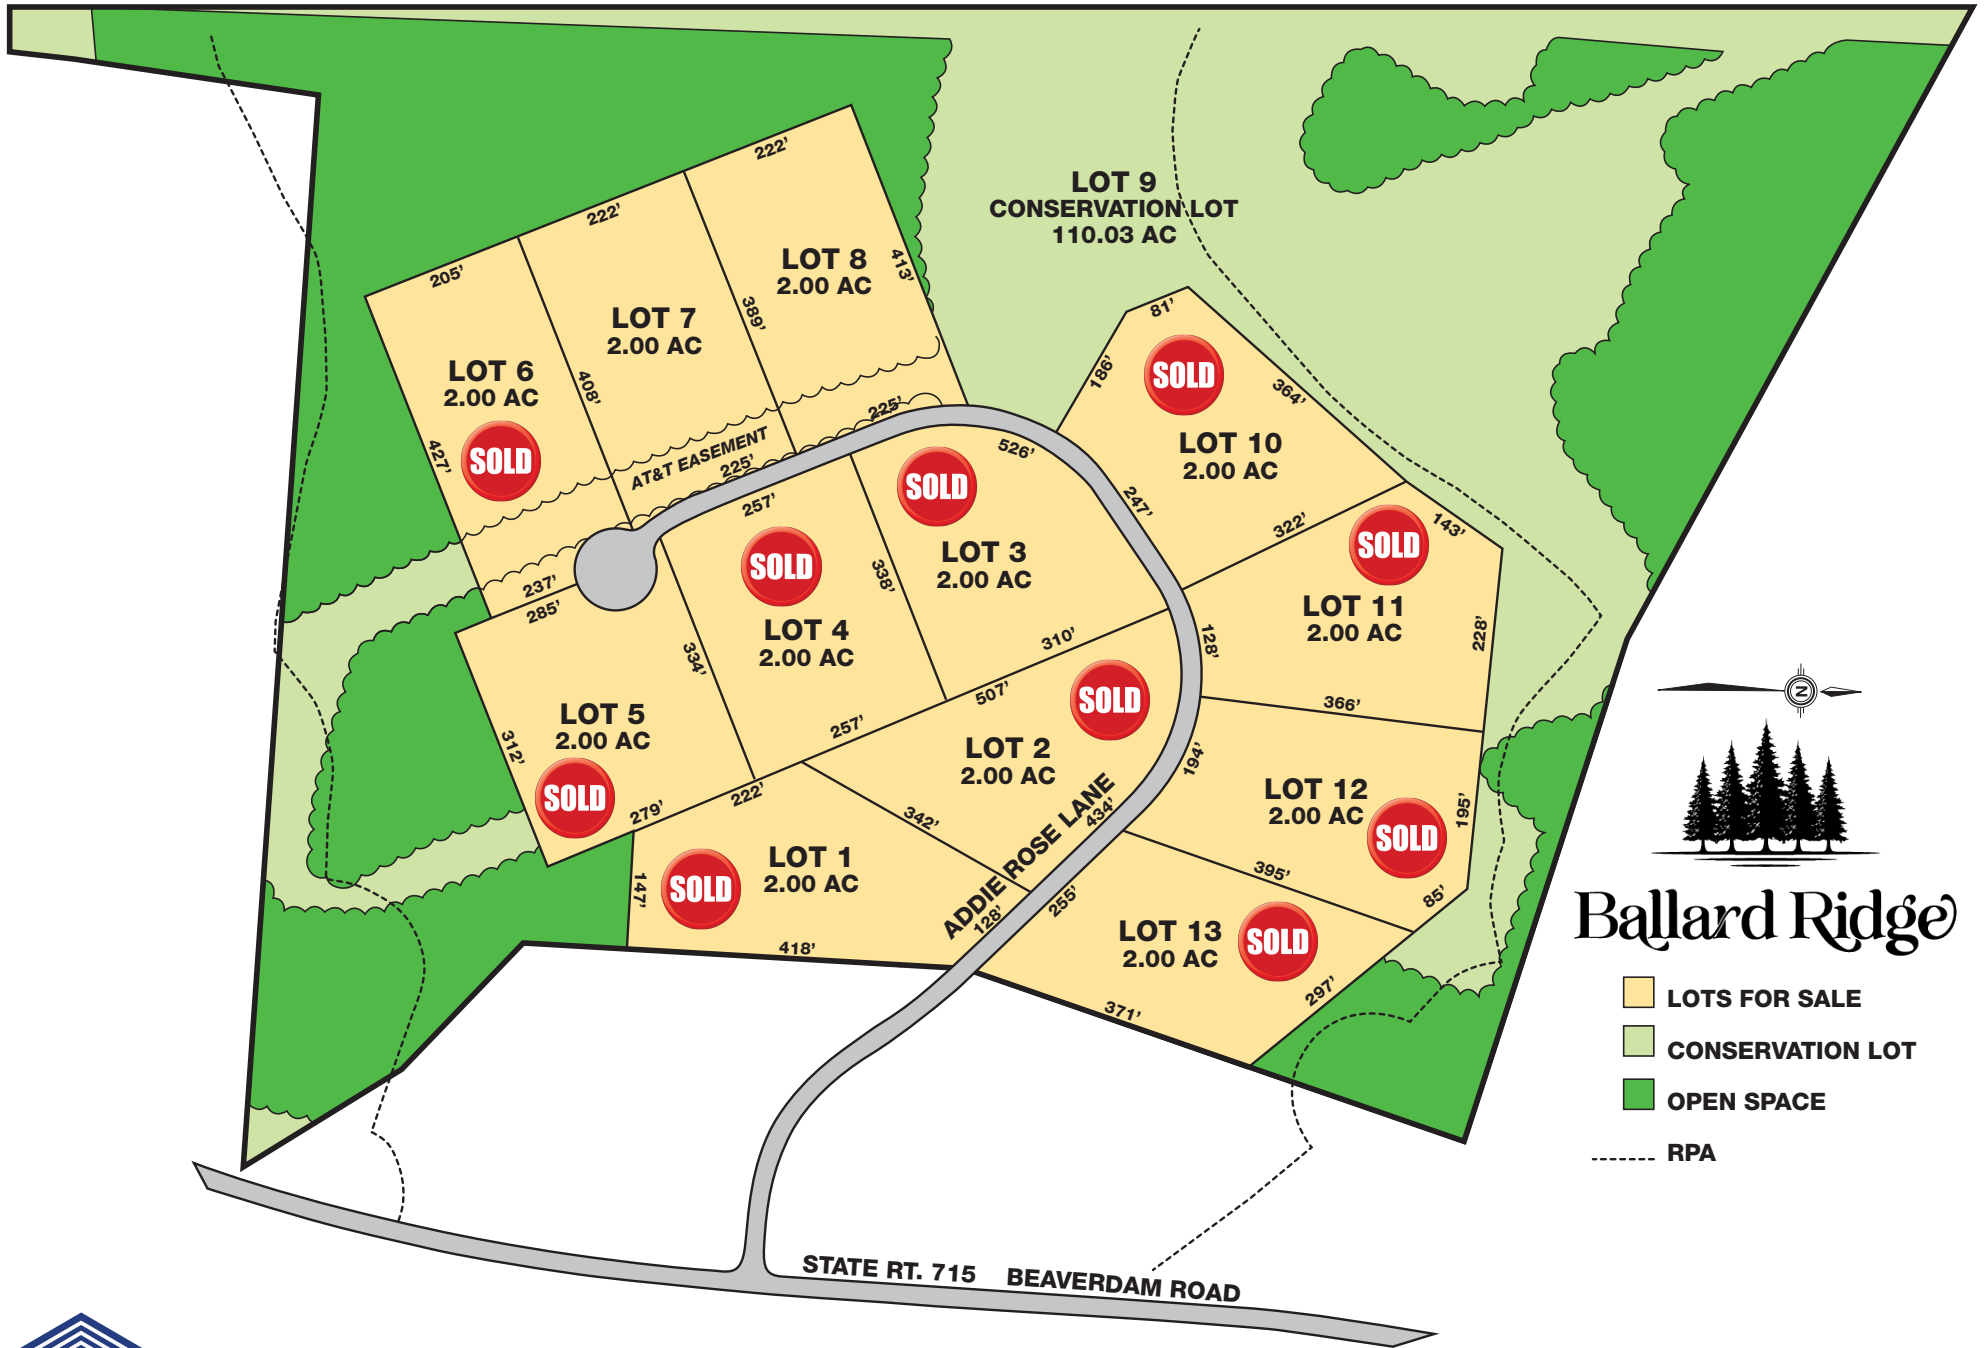 222'
222'
205'
LOT 9
CONSERVATION LOT
110.03 AC
LOT 8
2.00 AC
413'
389'
LOT 7
2.00 AC
408'
LOT 6
2.00 AC
SOLD
427'
81'
186'
SOLD
364'
LOT 10
2.00 AC
AT&T EASEMENT
225'
225'
526'
247'
322'
143'
SOLD
LOT 11
2.00 AC
228'
257'
SOLD
LOT 3
2.00 AC
338'
SOLD
LOT 4
2.00 AC
334'
237'
285'
LOT 5
2.00 AC
312'
SOLD
279'
222'
257'
507'
310'
128'
366'
SOLD
LOT 2
2.00 AC
194'
342'
434'
ADDIE ROSE LANE
LOT 12
2.00 AC
SOLD
195'
85'
395'
LOT 1
2.00 AC
SOLD
147'
418'
128'
255'
LOT 13
2.00 AC
SOLD
297'
371'
N
Ballard Ridge
LOTS FOR SALE
CONSERVATION LOT
OPEN SPACE
RPA
STATE RT. 715 BEAVERDAM ROAD